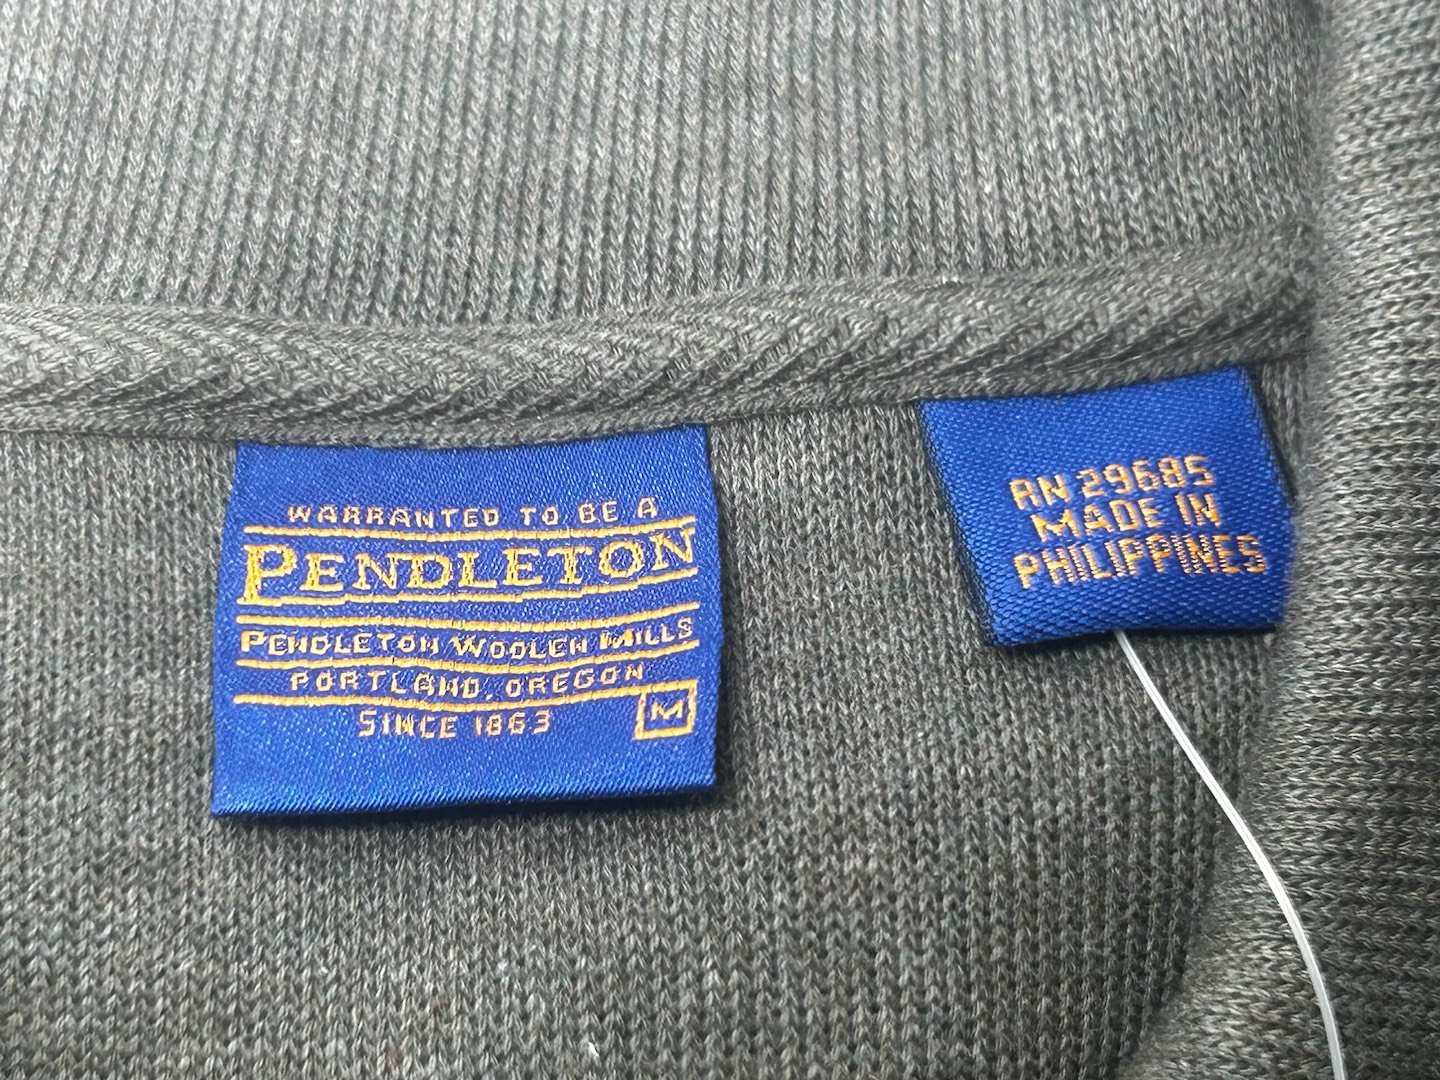 WARRANTED TO BE A
PENDLETON
PENDLETON WOOLEN MILLS
PORTLAND, OREGON
SINCE 1863
M
RN 29685
MADE IN
PHILIPPINES